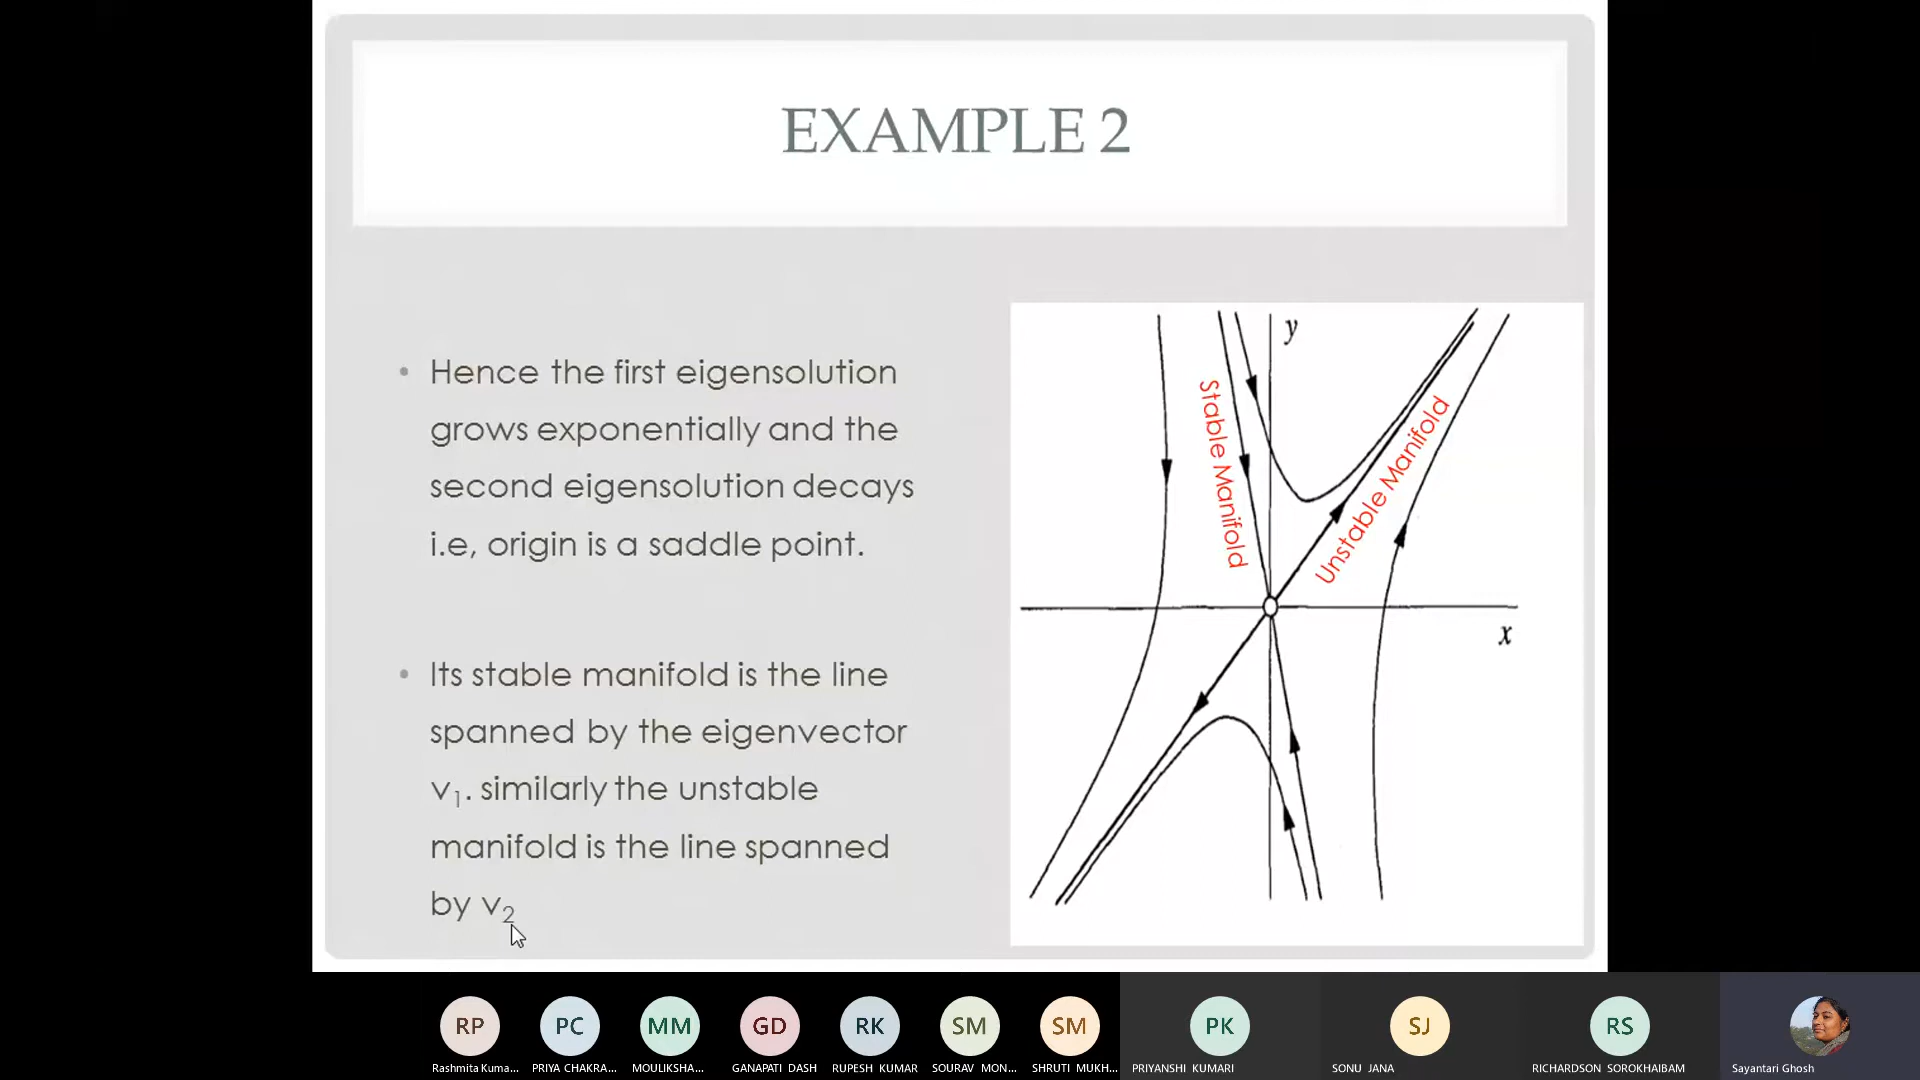 EXAMPLE 2
• Hence the first eigensolution
grows exponentially and the
second eigensolution decays
i.e, origin is a saddle point.
• Its stable manifold is the line
spanned by the eigenvector
v₁. similarly the unstable
manifold is the line spanned
by v₂
y
Stable Manifold
Unstable Manifold
x
RP
PC
MM
GD
RK
SM
SM
PK
SJ
RS
Rashmita Kuma...
PRIYA CHAKRA...
MOULIKSHA...
GANAPATI DASH
RUPESH KUMAR
SOURAV MON...
SHRUTI MUKH...
PRIYANSHI KUMARI
SONU JANA
RICHARDSON SOROKHAIBAM
Sayantari Ghosh